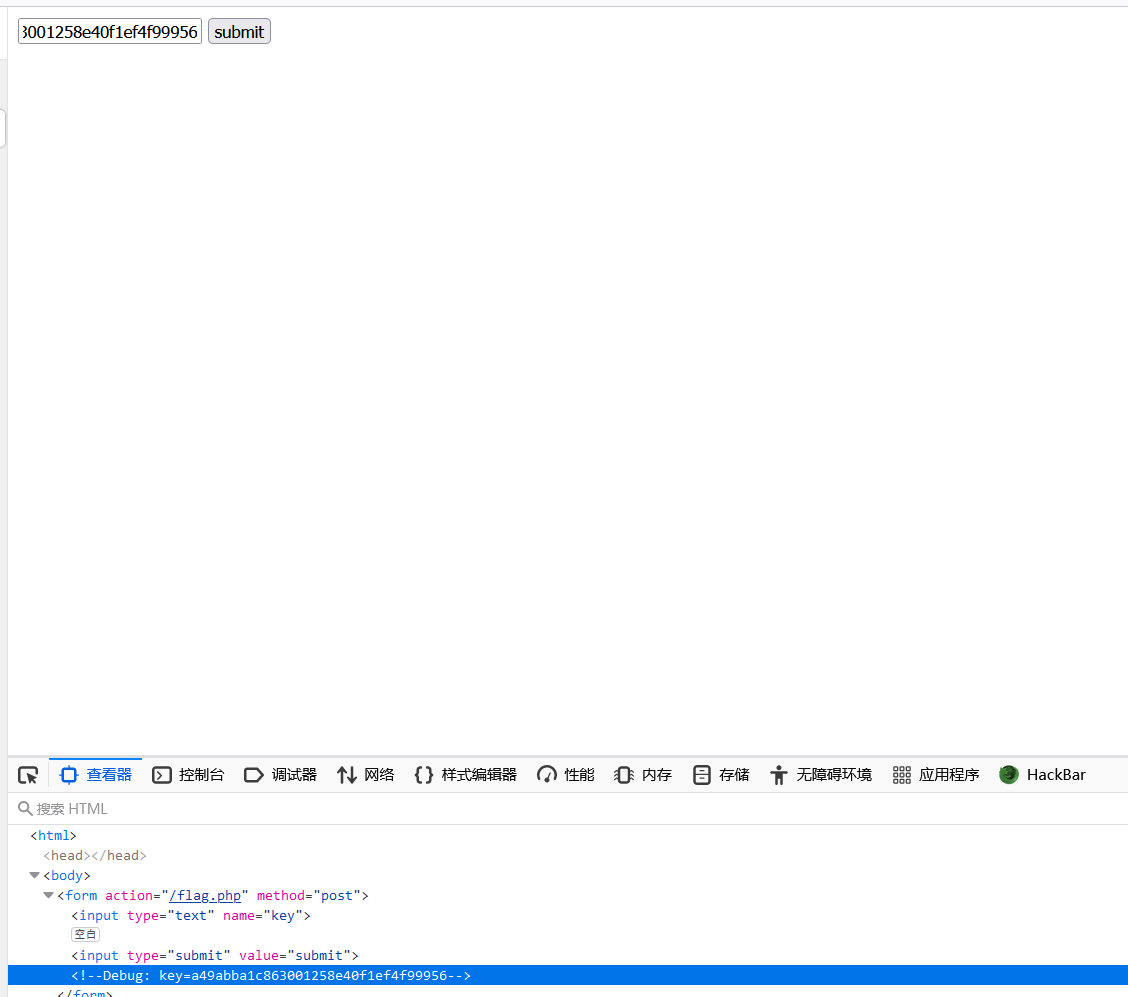 3001258e40f1ef4f99956 submit
查看器 控制台 调试器 网络 样式编辑器 性能 内存 存储 无障碍环境 应用程序 HackBar
搜索 HTML
<html>
<head></head>
<body>
<form action="/flag.php" method="post">
<input type="text" name="key">
空白
<input type="submit" value="submit">
<!--Debug: key=a49abba1c863001258e40f1ef4f99956-->
</form>